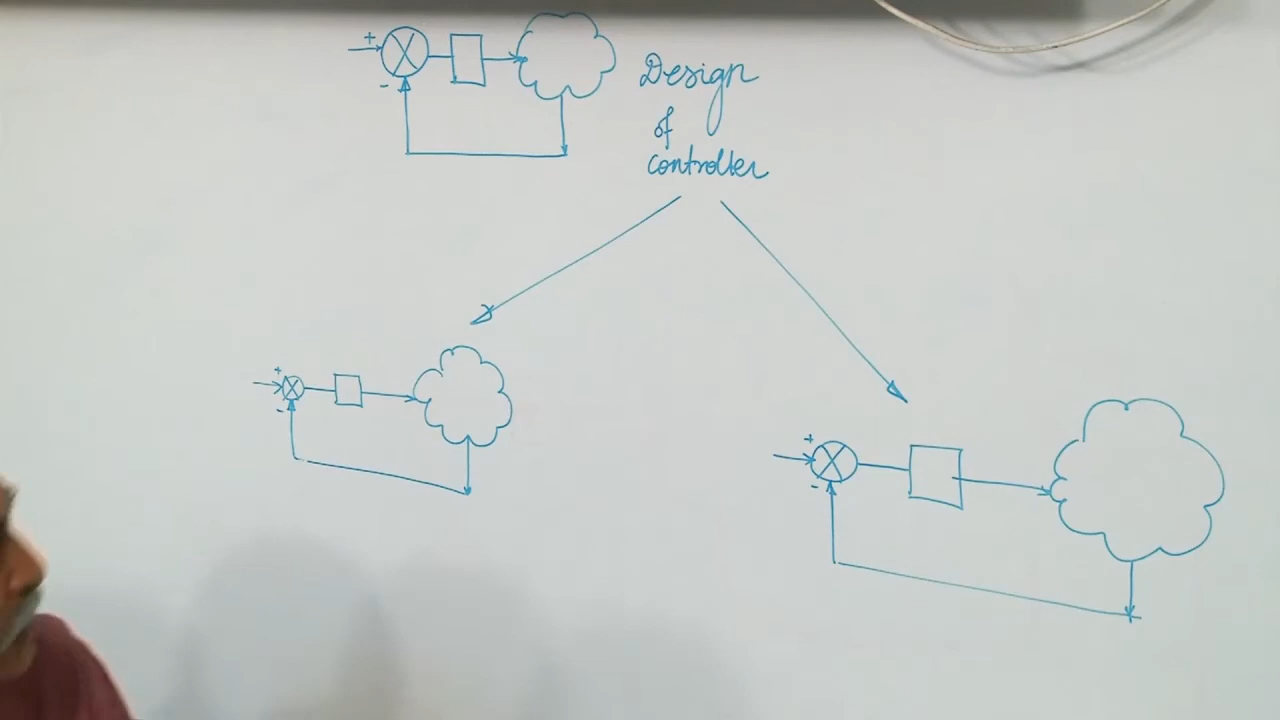 +
-
Design
of
controller
+
-
+
-